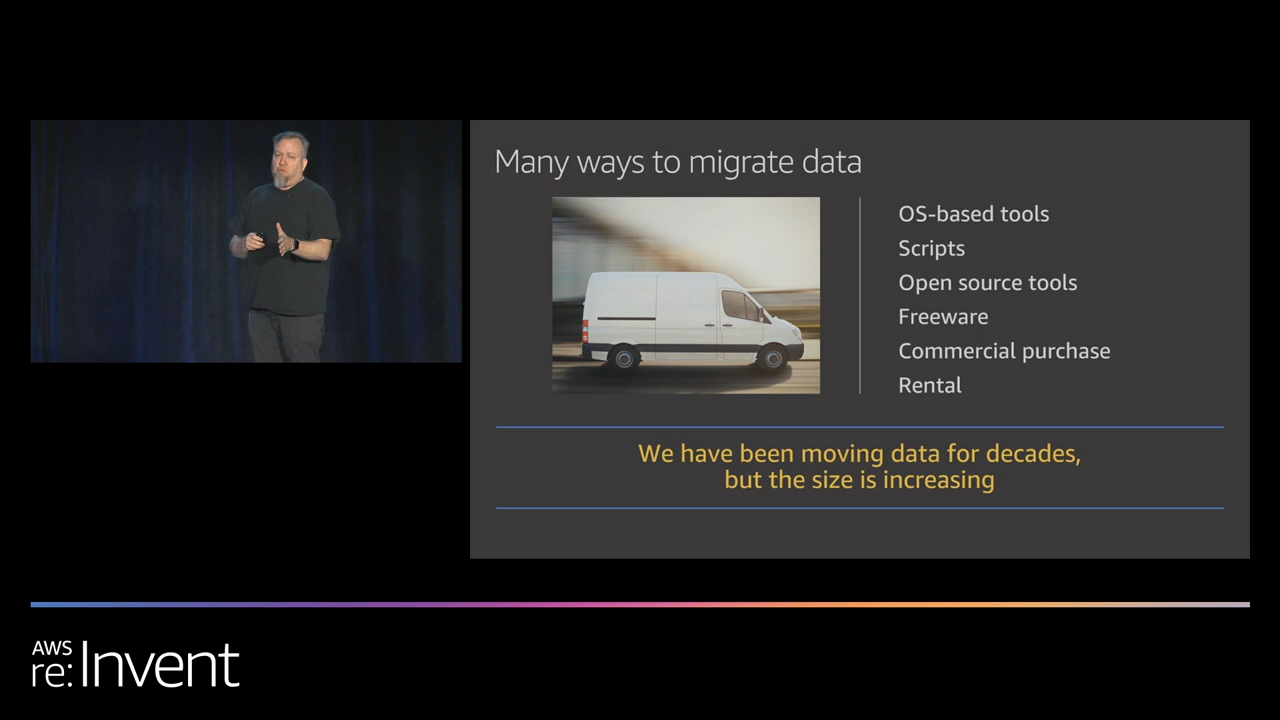 Many ways to migrate data
OS-based tools
Scripts
Open source tools
Freeware
Commercial purchase
Rental
We have been moving data for decades,
but the size is increasing
AWS
re:Invent